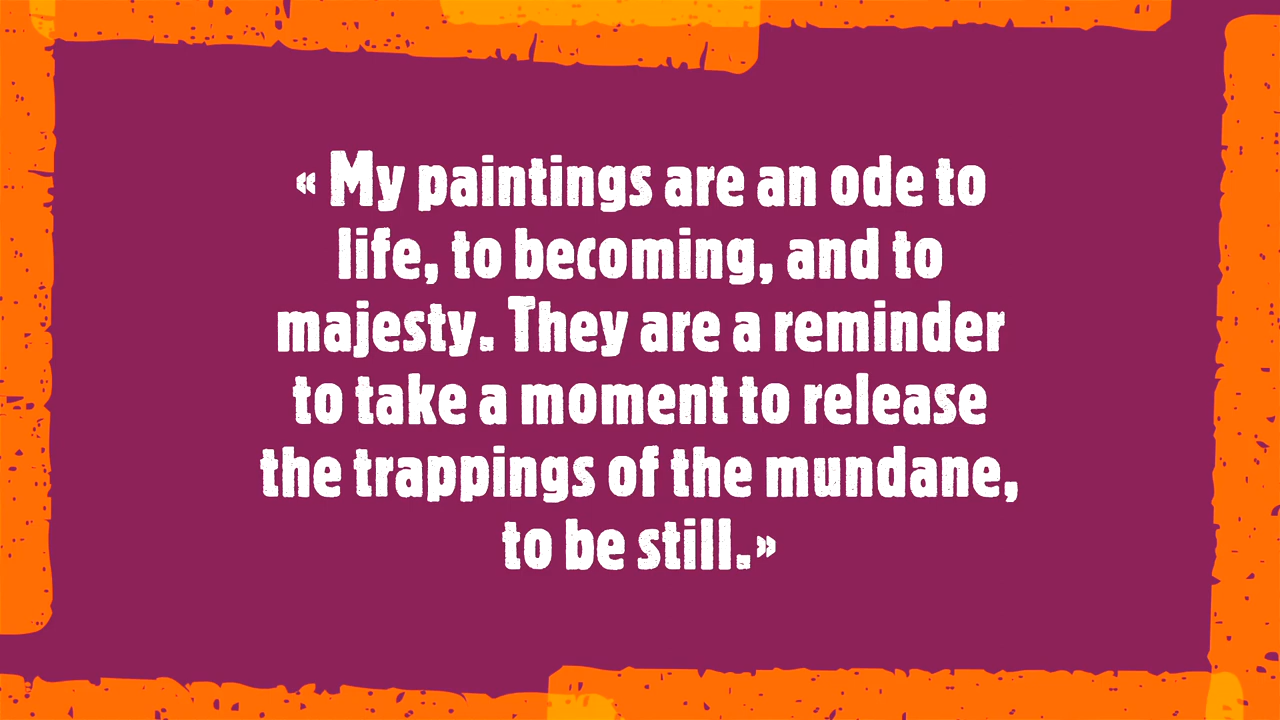 « My paintings are an ode to
life, to becoming, and to
majesty. They are a reminder
to take a moment to release
the trappings of the mundane,
to be still.»